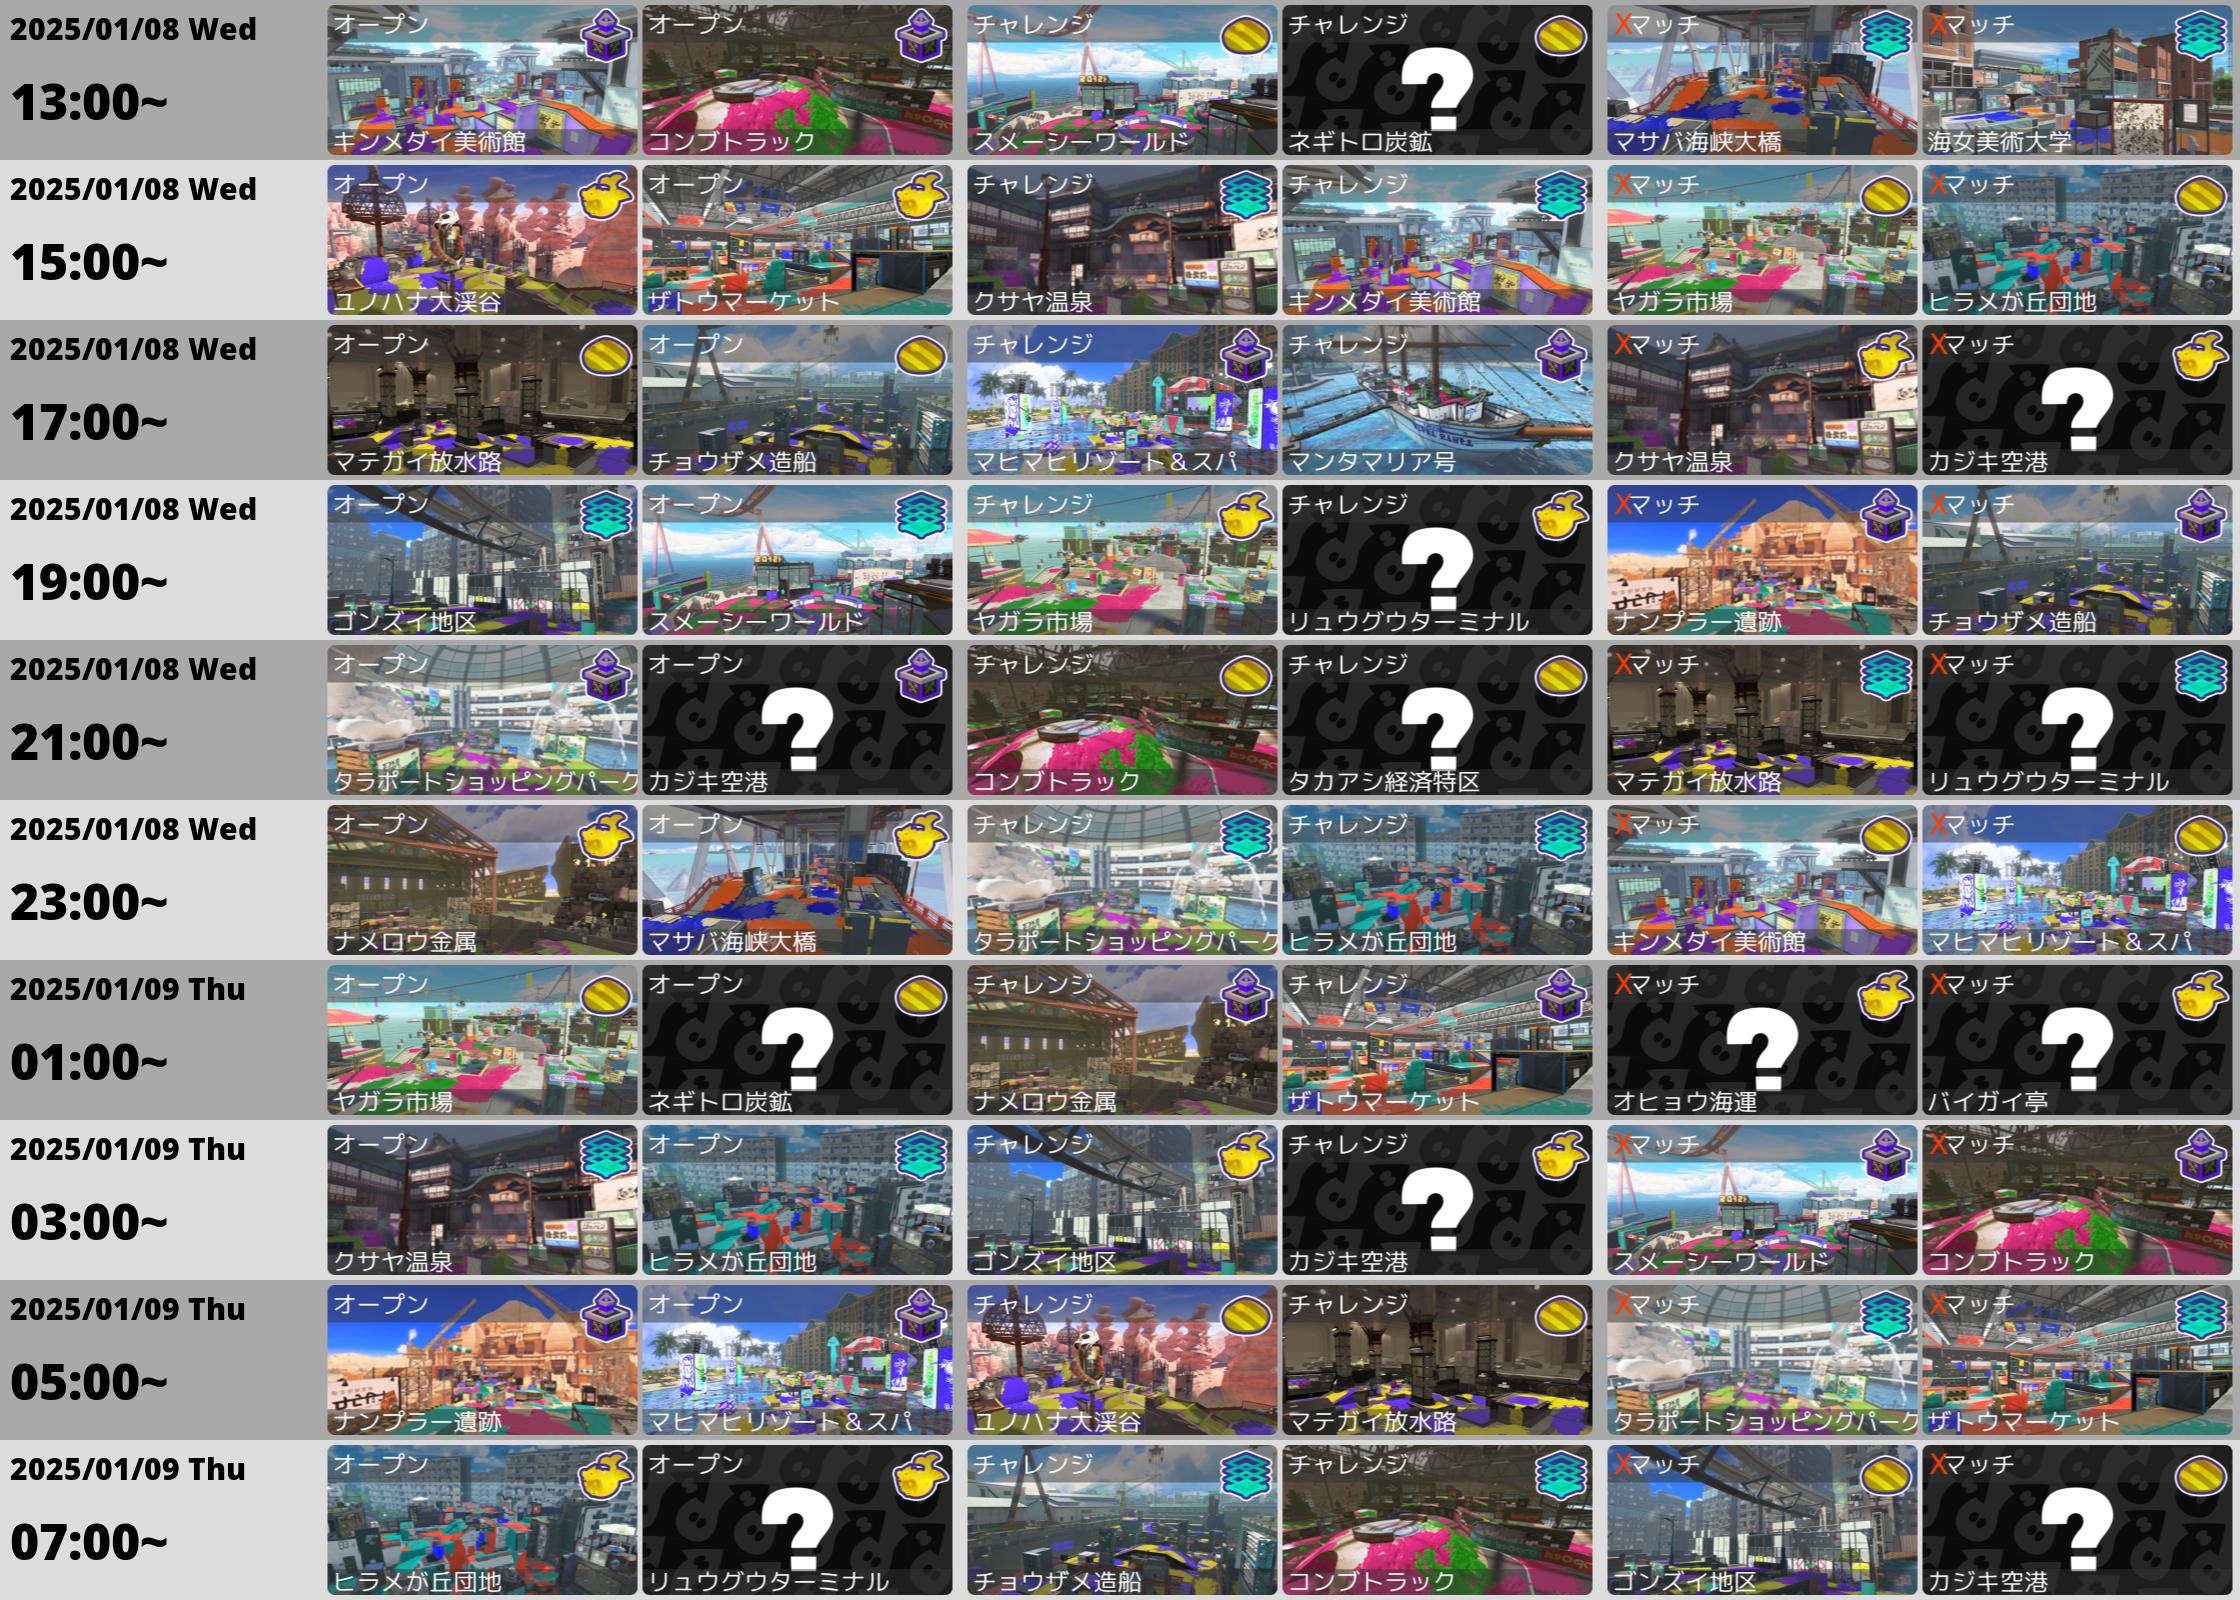 2025/01/08 Wed
13:00~
オープン
キンメダイ美術館
オープン
コンブトラック
チャレンジ
スメーシーワールド
チャレンジ
ネギトロ炭鉱
Xマッチ
マサバ海峡大橋
Xマッチ
海女美術大学
2025/01/08 Wed
15:00~
オープン
ユノハナ大渓谷
オープン
ザトウマーケット
チャレンジ
クサヤ温泉
チャレンジ
キンメダイ美術館
Xマッチ
ヤガラ市場
Xマッチ
ヒラメが丘団地
2025/01/08 Wed
17:00~
オープン
マテガイ放水路
オープン
チョウザメ造船
チャレンジ
マヒマヒリゾート&スパ
チャレンジ
マンタマリア号
Xマッチ
クサヤ温泉
Xマッチ
カジキ空港
2025/01/08 Wed
19:00~
オープン
ゴンズイ地区
オープン
スメーシーワールド
チャレンジ
ヤガラ市場
チャレンジ
リュウグウターミナル
Xマッチ
ナンプラー遺跡
Xマッチ
チョウザメ造船
2025/01/08 Wed
21:00~
オープン
タラポートショッピングパーク
オープン
カジキ空港
チャレンジ
コンブトラック
チャレンジ
タカアシ経済特区
Xマッチ
マテガイ放水路
Xマッチ
リュウグウターミナル
2025/01/08 Wed
23:00~
オープン
ナメロウ金属
オープン
マサバ海峡大橋
チャレンジ
タラポートショッピングパーク
チャレンジ
ヒラメが丘団地
Xマッチ
キンメダイ美術館
Xマッチ
マヒマヒリゾート&スパ
2025/01/09 Thu
01:00~
オープン
ヤガラ市場
オープン
ネギトロ炭鉱
チャレンジ
ナメロウ金属
チャレンジ
ザトウマーケット
Xマッチ
オヒョウ海運
Xマッチ
バイガイ亭
2025/01/09 Thu
03:00~
オープン
クサヤ温泉
オープン
ヒラメが丘団地
チャレンジ
ゴンズイ地区
チャレンジ
カジキ空港
Xマッチ
スメーシーワールド
Xマッチ
コンブトラック
2025/01/09 Thu
05:00~
オープン
ナンプラー遺跡
オープン
マヒマヒリゾート&スパ
チャレンジ
ユノハナ大渓谷
チャレンジ
マテガイ放水路
Xマッチ
タラポートショッピングパーク
Xマッチ
ザトウマーケット
2025/01/09 Thu
07:00~
オープン
ヒラメが丘団地
オープン
リュウグウターミナル
チャレンジ
チョウザメ造船
チャレンジ
コンブトラック
Xマッチ
ゴンズイ地区
Xマッチ
カジキ空港